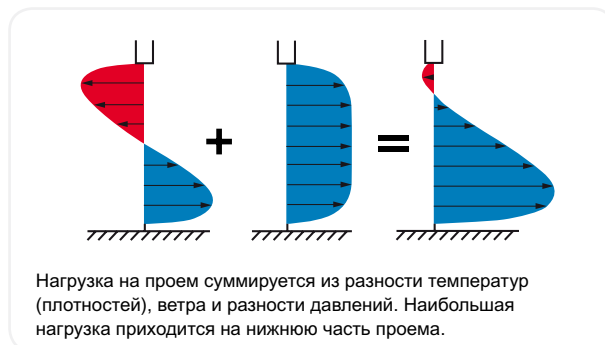 Нагрузка на проем суммируется из разности температур
(плотностей), ветра и разности давлений. Наибольшая
нагрузка приходится на нижнюю часть проема.